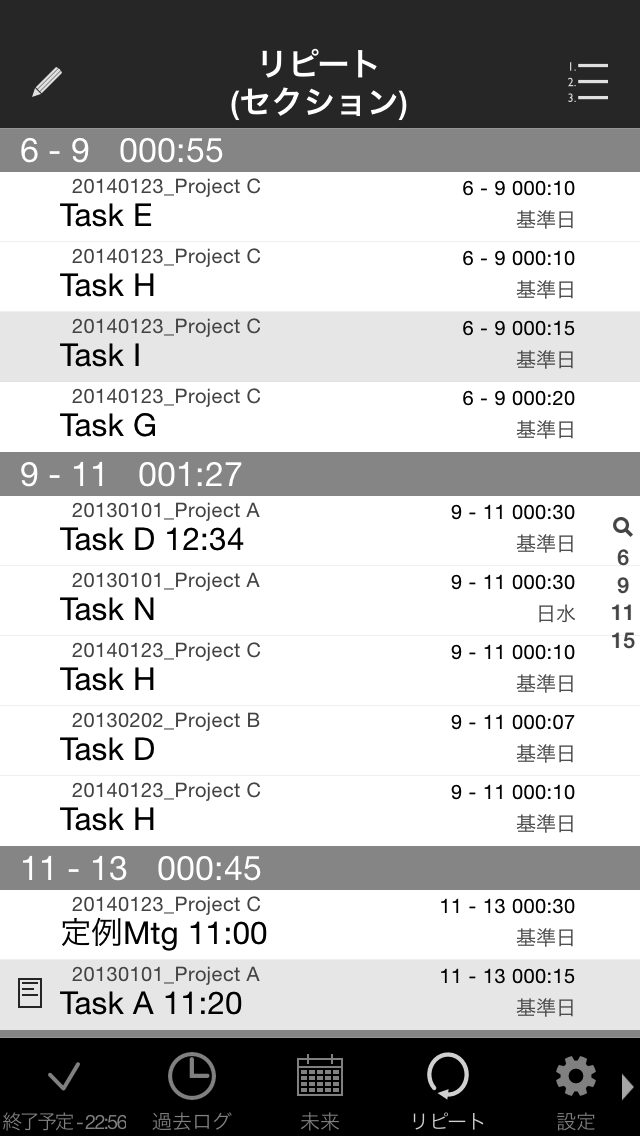 リピート
(セクション)
1.
2.
3.
6 - 9 000:55
20140123_Project C
6 - 9 000:10
Task E
基準日
20140123_Project C
6 - 9 000:10
Task H
基準日
20140123_Project C
6 - 9 000:15
Task I
基準日
20140123_Project C
6 - 9 000:20
Task G
基準日
9 - 11 001:27
20130101_Project A
9 - 11 000:30
Task D 12:34
基準日
20130101_Project A
9 - 11 000:30
Task N
日水
20140123_Project C
9 - 11 000:10
Task H
基準日
20130202_Project B
9 - 11 000:07
Task D
基準日
20140123_Project C
9 - 11 000:10
Task H
基準日
6
9
11
15
11 - 13 000:45
20140123_Project C
11 - 13 000:30
定例Mtg 11:00
基準日
20130101_Project A
11 - 13 000:15
Task A 11:20
基準日
終了予定-22:56
過去ログ
未来
リピート
設定